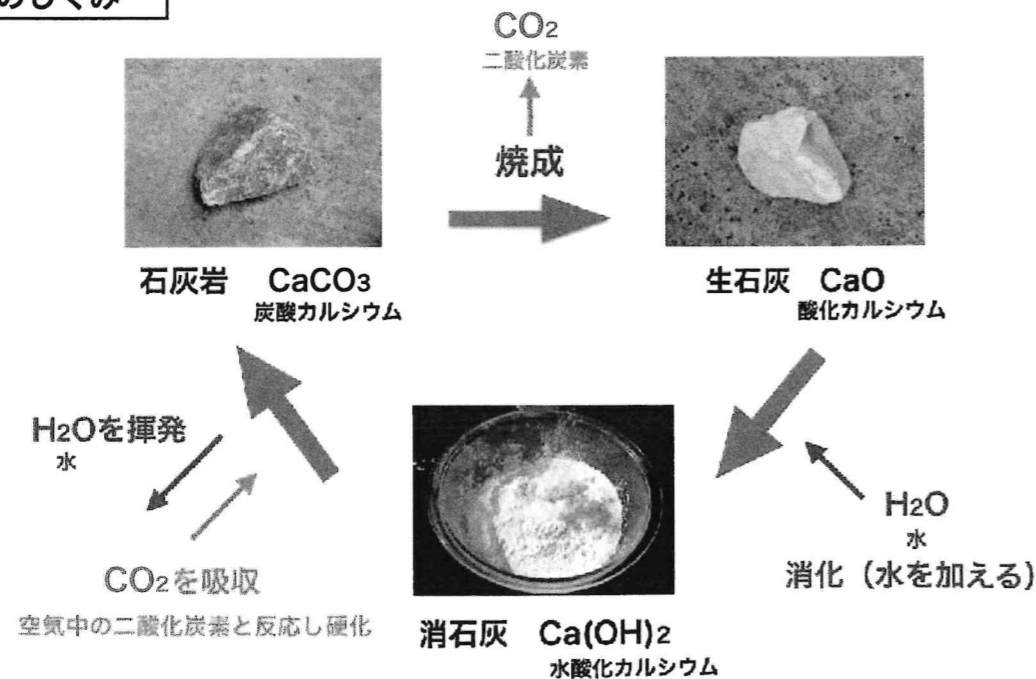 のしくみ
CO2
二酸化炭素
焼成
石灰岩 CaCO3
炭酸カルシウム
生石灰 CaO
酸化カルシウム
H2Oを揮発
水
CO2を吸収
空気中の二酸化炭素と反応し硬化
H2O
水
消化（水を加える）
消石灰 Ca(OH)2
水酸化カルシウム